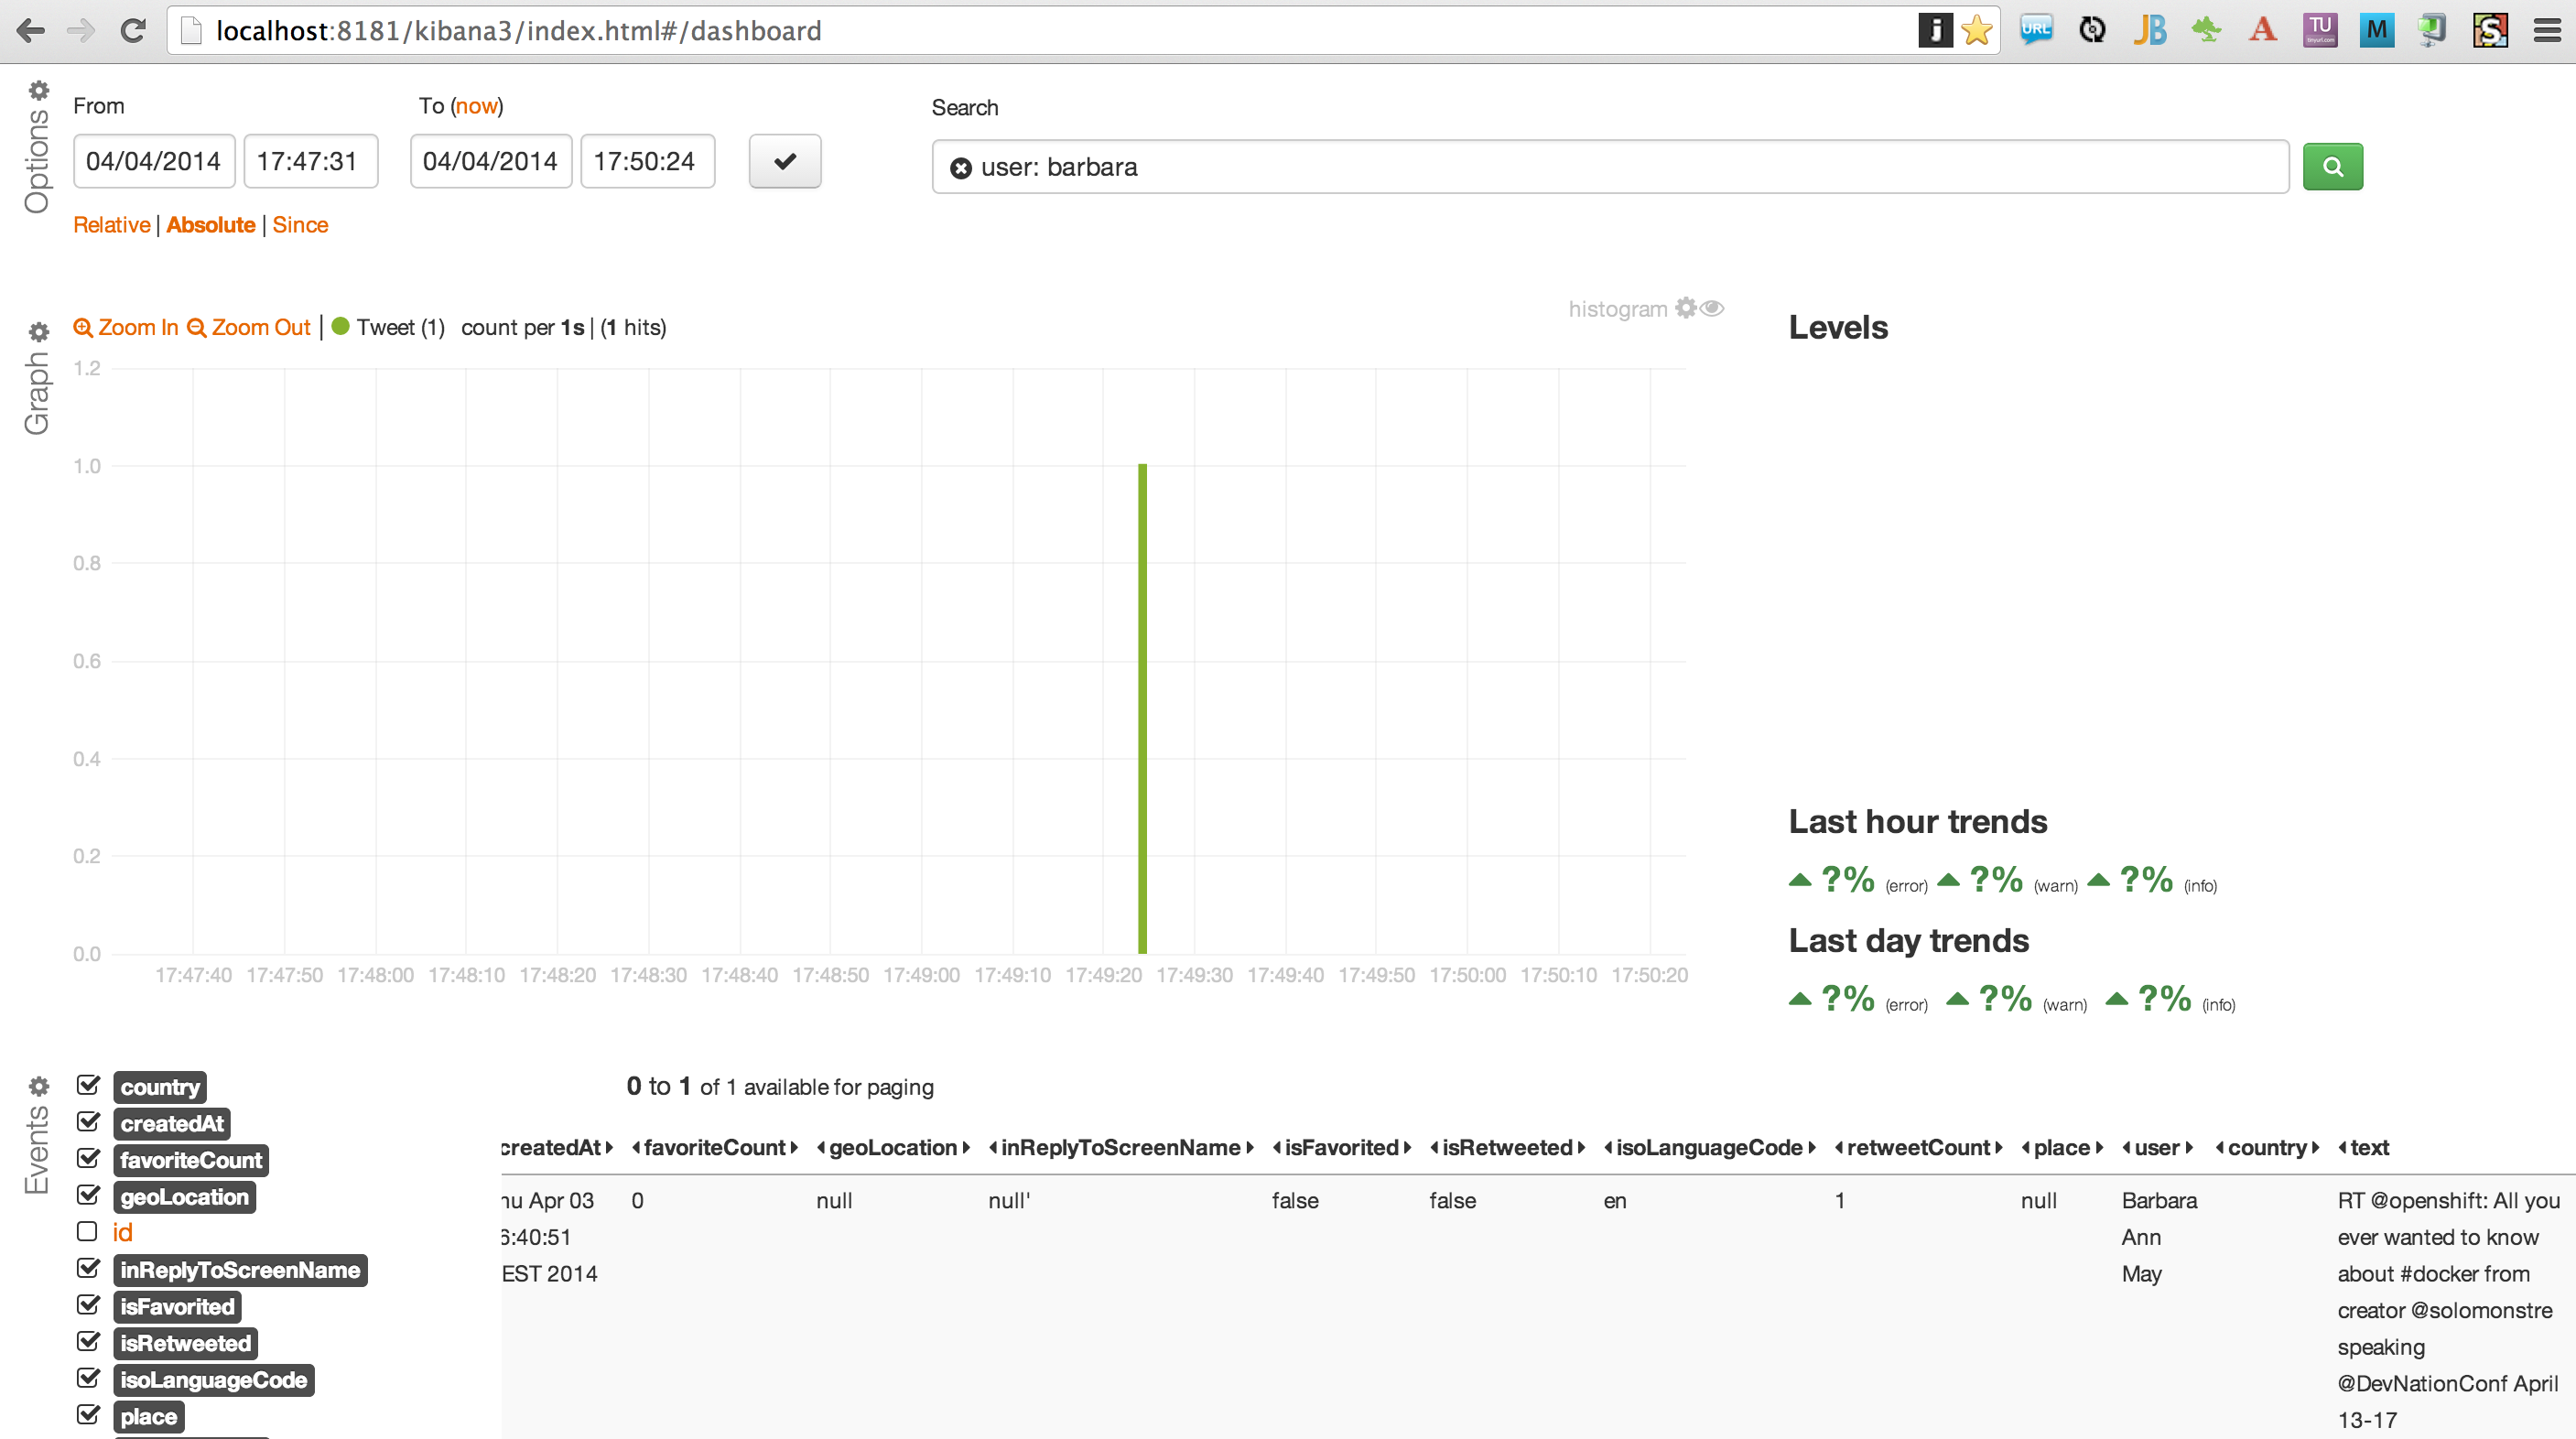 localhost:8181/kibana3/index.html#/dashboard
j URL JB A TU tinyurl.com M S
Options
From To (now) Search
04/04/2014 17:47:31 04/04/2014 17:50:24 user: barbara
Relative | Absolute | Since
histogram
Graph
Zoom In Zoom Out | Tweet (1) count per 1s | (1 hits)
Levels
1.2
1.0
0.8
0.6
0.4
0.2
0.0
17:47:40 17:47:50 17:48:00 17:48:10 17:48:20 17:48:30 17:48:40 17:48:50 17:49:00 17:49:10 17:49:20 17:49:30 17:49:40 17:49:50 17:50:00 17:50:10 17:50:20
Last hour trends
?% (error) ?% (warn) ?% (info)
Last day trends
?% (error) ?% (warn) ?% (info)
Events
country
createdAt
favoriteCount
geoLocation
id
inReplyToScreenName
isFavorited
isRetweeted
isoLanguageCode
place
0 to 1 of 1 available for paging
createdAt favoriteCount geoLocation inReplyToScreenName isFavorited isRetweeted isoLanguageCode retweetCount place user country text
hu Apr 03 0 null null' false false en 1 null Barbara RT @openshift: All you
6:40:51 Ann ever wanted to know
EST 2014 May about #docker from
creator @solomonstre
speaking
@DevNationConf April
13-17